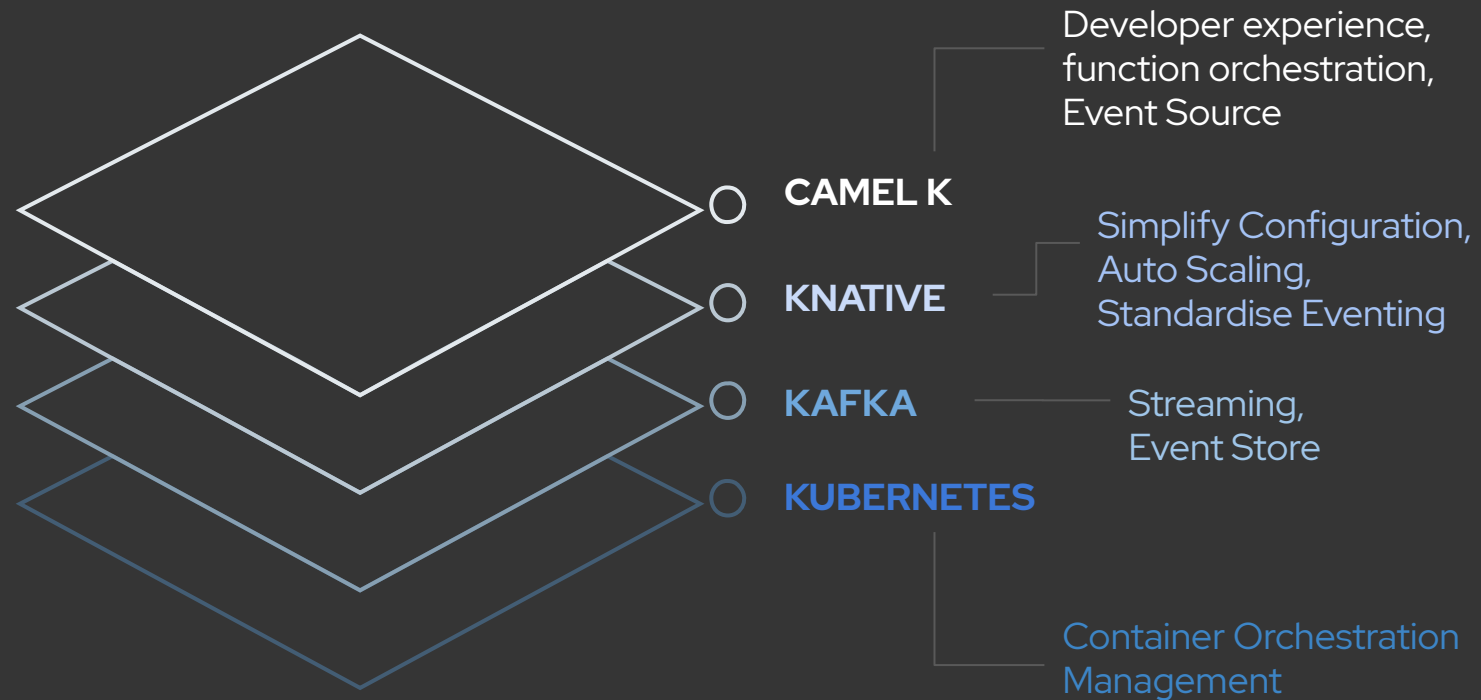 Developer experience,
function orchestration,
Event Source
CAMEL K
Simplify Configuration,
Auto Scaling,
Standardise Eventing
KNATIVE
KAFKA
Streaming,
Event Store
KUBERNETES
Container Orchestration
Management